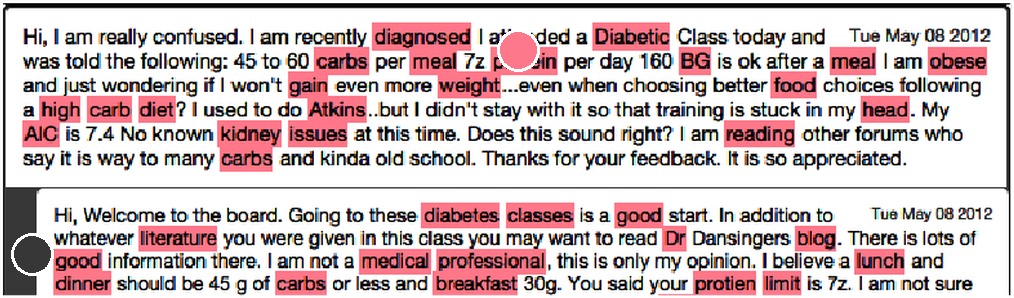 Hi, I am really confused. I am recently diagnosed I attended a Diabetic Class today and Tue May 08 2012
was told the following: 45 to 60 carbs per meal 7z protein per day 160 BG is ok after a meal I am obese
and just wondering if I won't gain even more weight...even when choosing better food choices following
a high carb diet? I used to do Atkins..but I didn't stay with it so that training is stuck in my head. My
AIC is 7.4 No known kidney issues at this time. Does this sound right? I am reading other forums who
say it is way to many carbs and kinda old school. Thanks for your feedback. It is so appreciated.
Hi, Welcome to the board. Going to these diabetes classes is a good start. In addition to Tue May 08 2012
whatever literature you were given in this class you may want to read Dr Dansingers blog. There is lots of
good information there. I am not a medical professional, this is only my opinion. I believe a lunch and
dinner should be 45 g of carbs or less and breakfast 30g. You said your protien limit is 7z. I am not sure